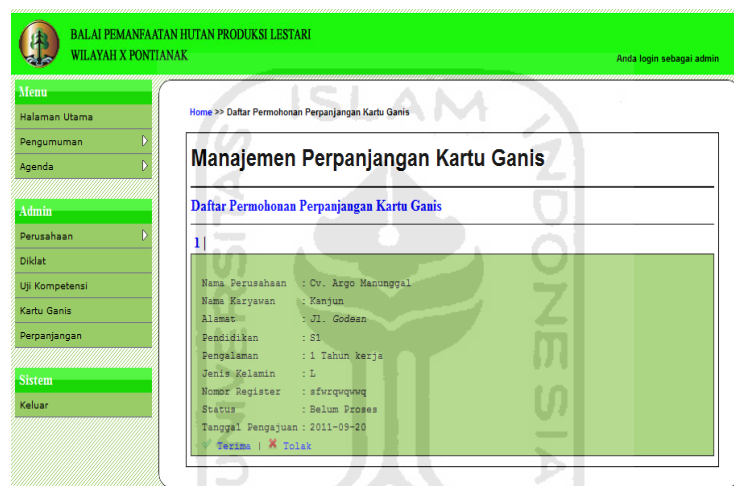 BALAI PEMANFAATAN HUTAN PRODUKSI LESTARI
WILAYAH X PONTIANAK
Anda login sebagai admin
Menu
Halaman Utama
Pengumuman
Agenda
Admin
Perusahaan
Diklat
Uji Kompetensi
Kartu Ganis
Perpanjangan
Sistem
Keluar
Home >> Daftar Permohonan Perpanjangan Kartu Ganis
Manajemen Perpanjangan Kartu Ganis
Daftar Permohonan Perpanjangan Kartu Ganis
1 |
Nama Perusahaan : Cv. Argo Manunggal
Nama Karyawan : Kanjun
Alamat : Jl. Godean
Pendidikan : S1
Pengalaman : 1 Tahun kerja
Jenis Kelamin : L
Nomor Register : sfwrqwqwwq
Status : Belum Proses
Tanggal Pengajuan : 2011-09-20
Terima | Tolak
ISLAM
UNIVERSITAS
INDONESIA